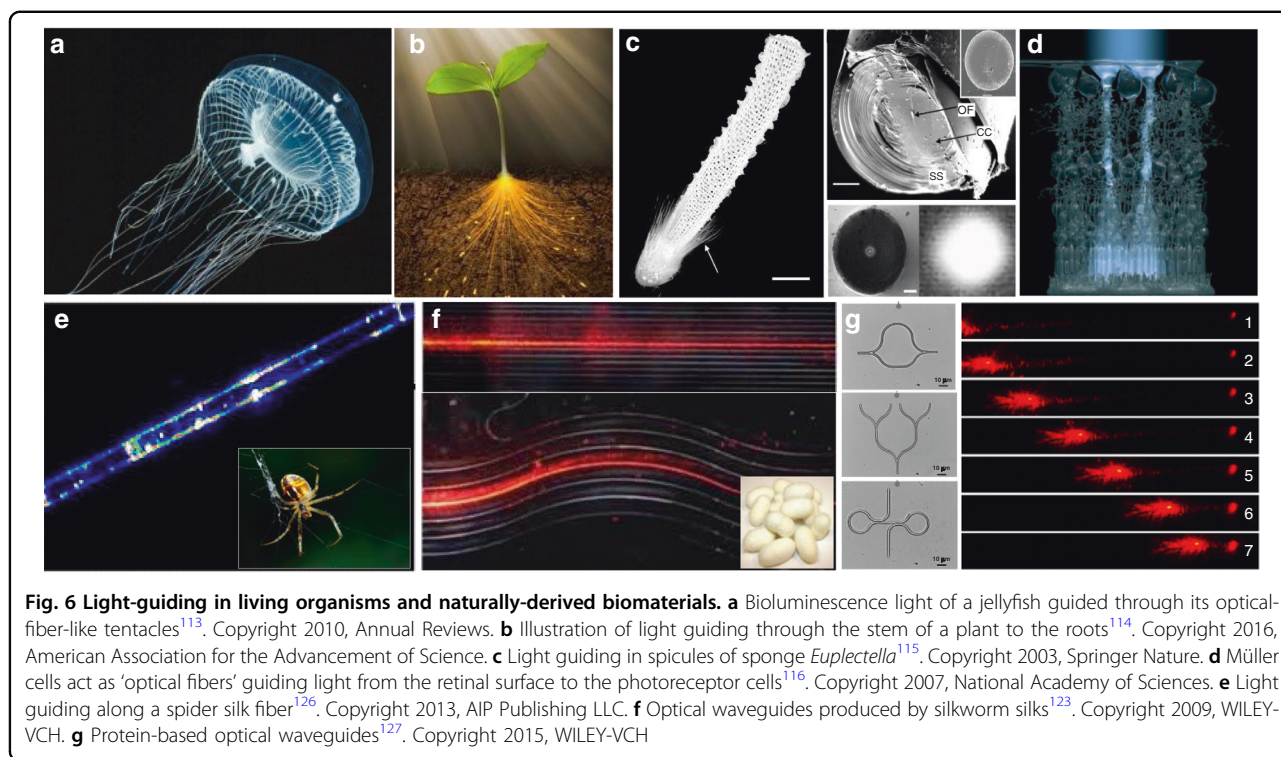 a
b
c
OF
CC
SS
d
e
f
g
10 µm
10 µm
10 µm
1
2
3
4
5
6
7
Fig. 6 Light-guiding in living organisms and naturally-derived biomaterials. a Bioluminescence light of a jellyfish guided through its optical-
fiber-like tentacles113. Copyright 2010, Annual Reviews. b Illustration of light guiding through the stem of a plant to the roots114. Copyright 2016,
American Association for the Advancement of Science. c Light guiding in spicules of sponge Euplectella115. Copyright 2003, Springer Nature. d Müller
cells act as ‘optical fibers’ guiding light from the retinal surface to the photoreceptor cells116. Copyright 2007, National Academy of Sciences. e Light
guiding along a spider silk fiber126. Copyright 2013, AIP Publishing LLC. f Optical waveguides produced by silkworm silks123. Copyright 2009, WILEY-
VCH. g Protein-based optical waveguides127. Copyright 2015, WILEY-VCH